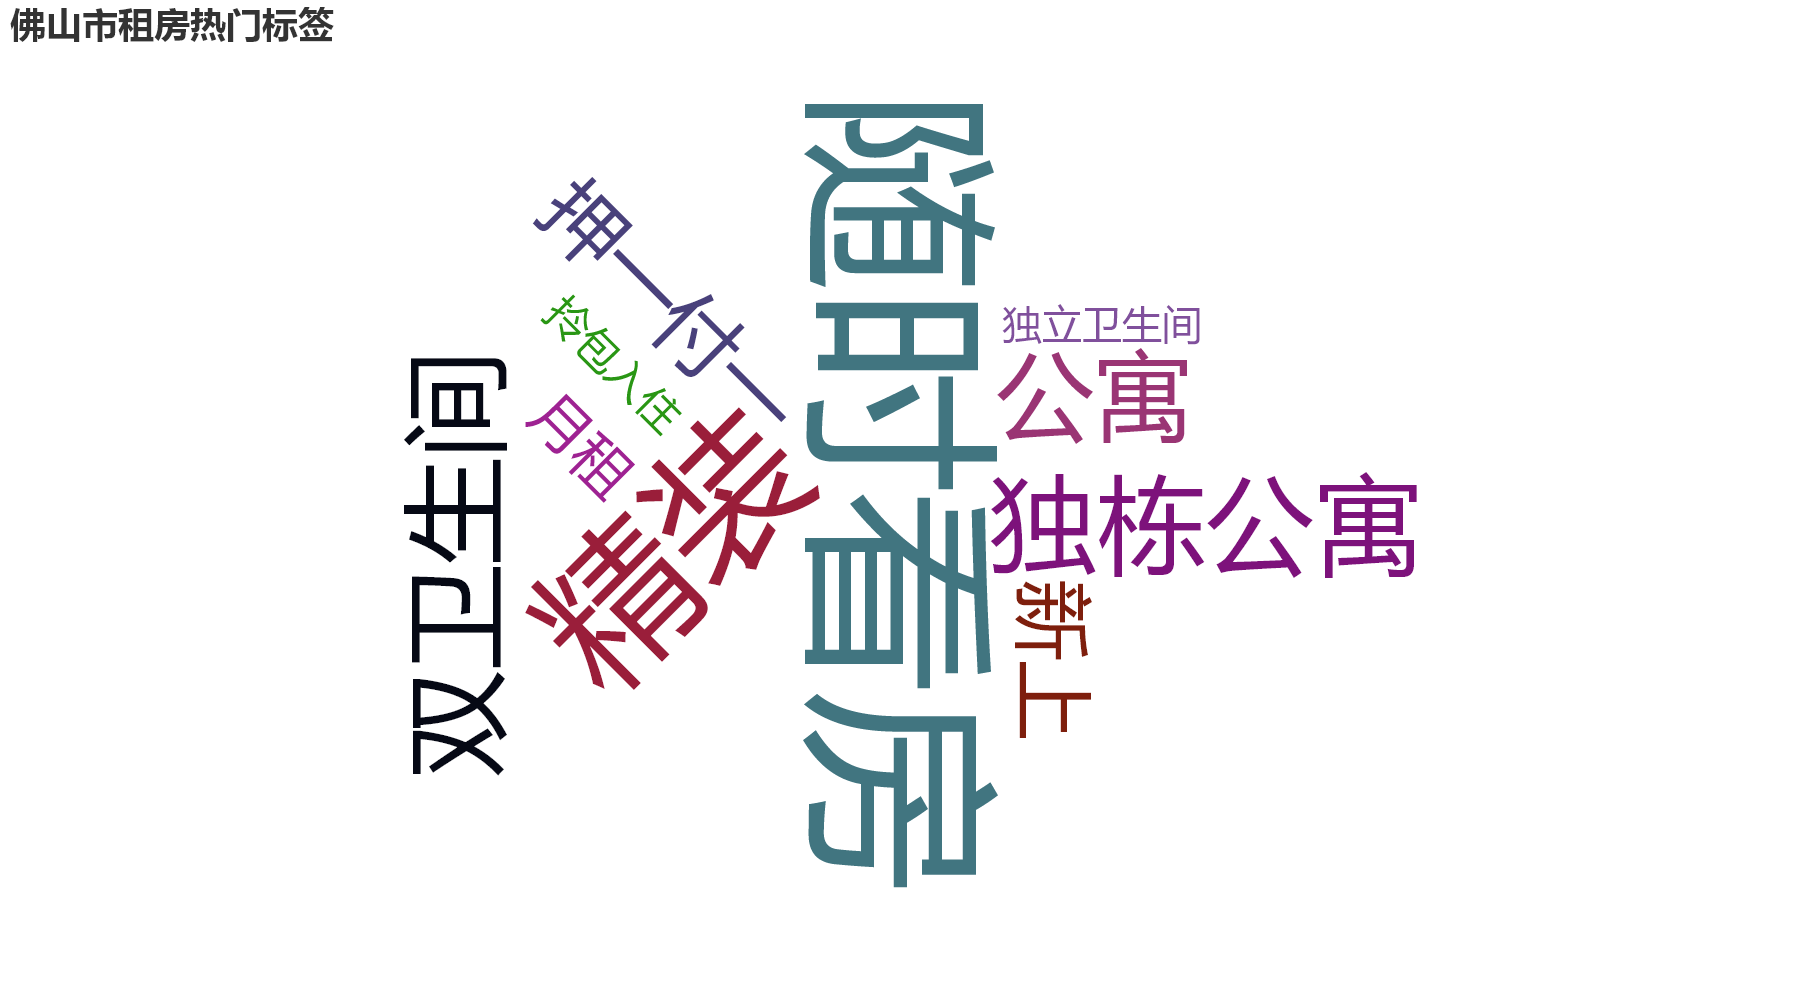 佛山市租房热门标签
随时看房
押一付一
拎包入住
月租
精装
双卫生间
独立卫生间
公寓
独栋公寓
新上